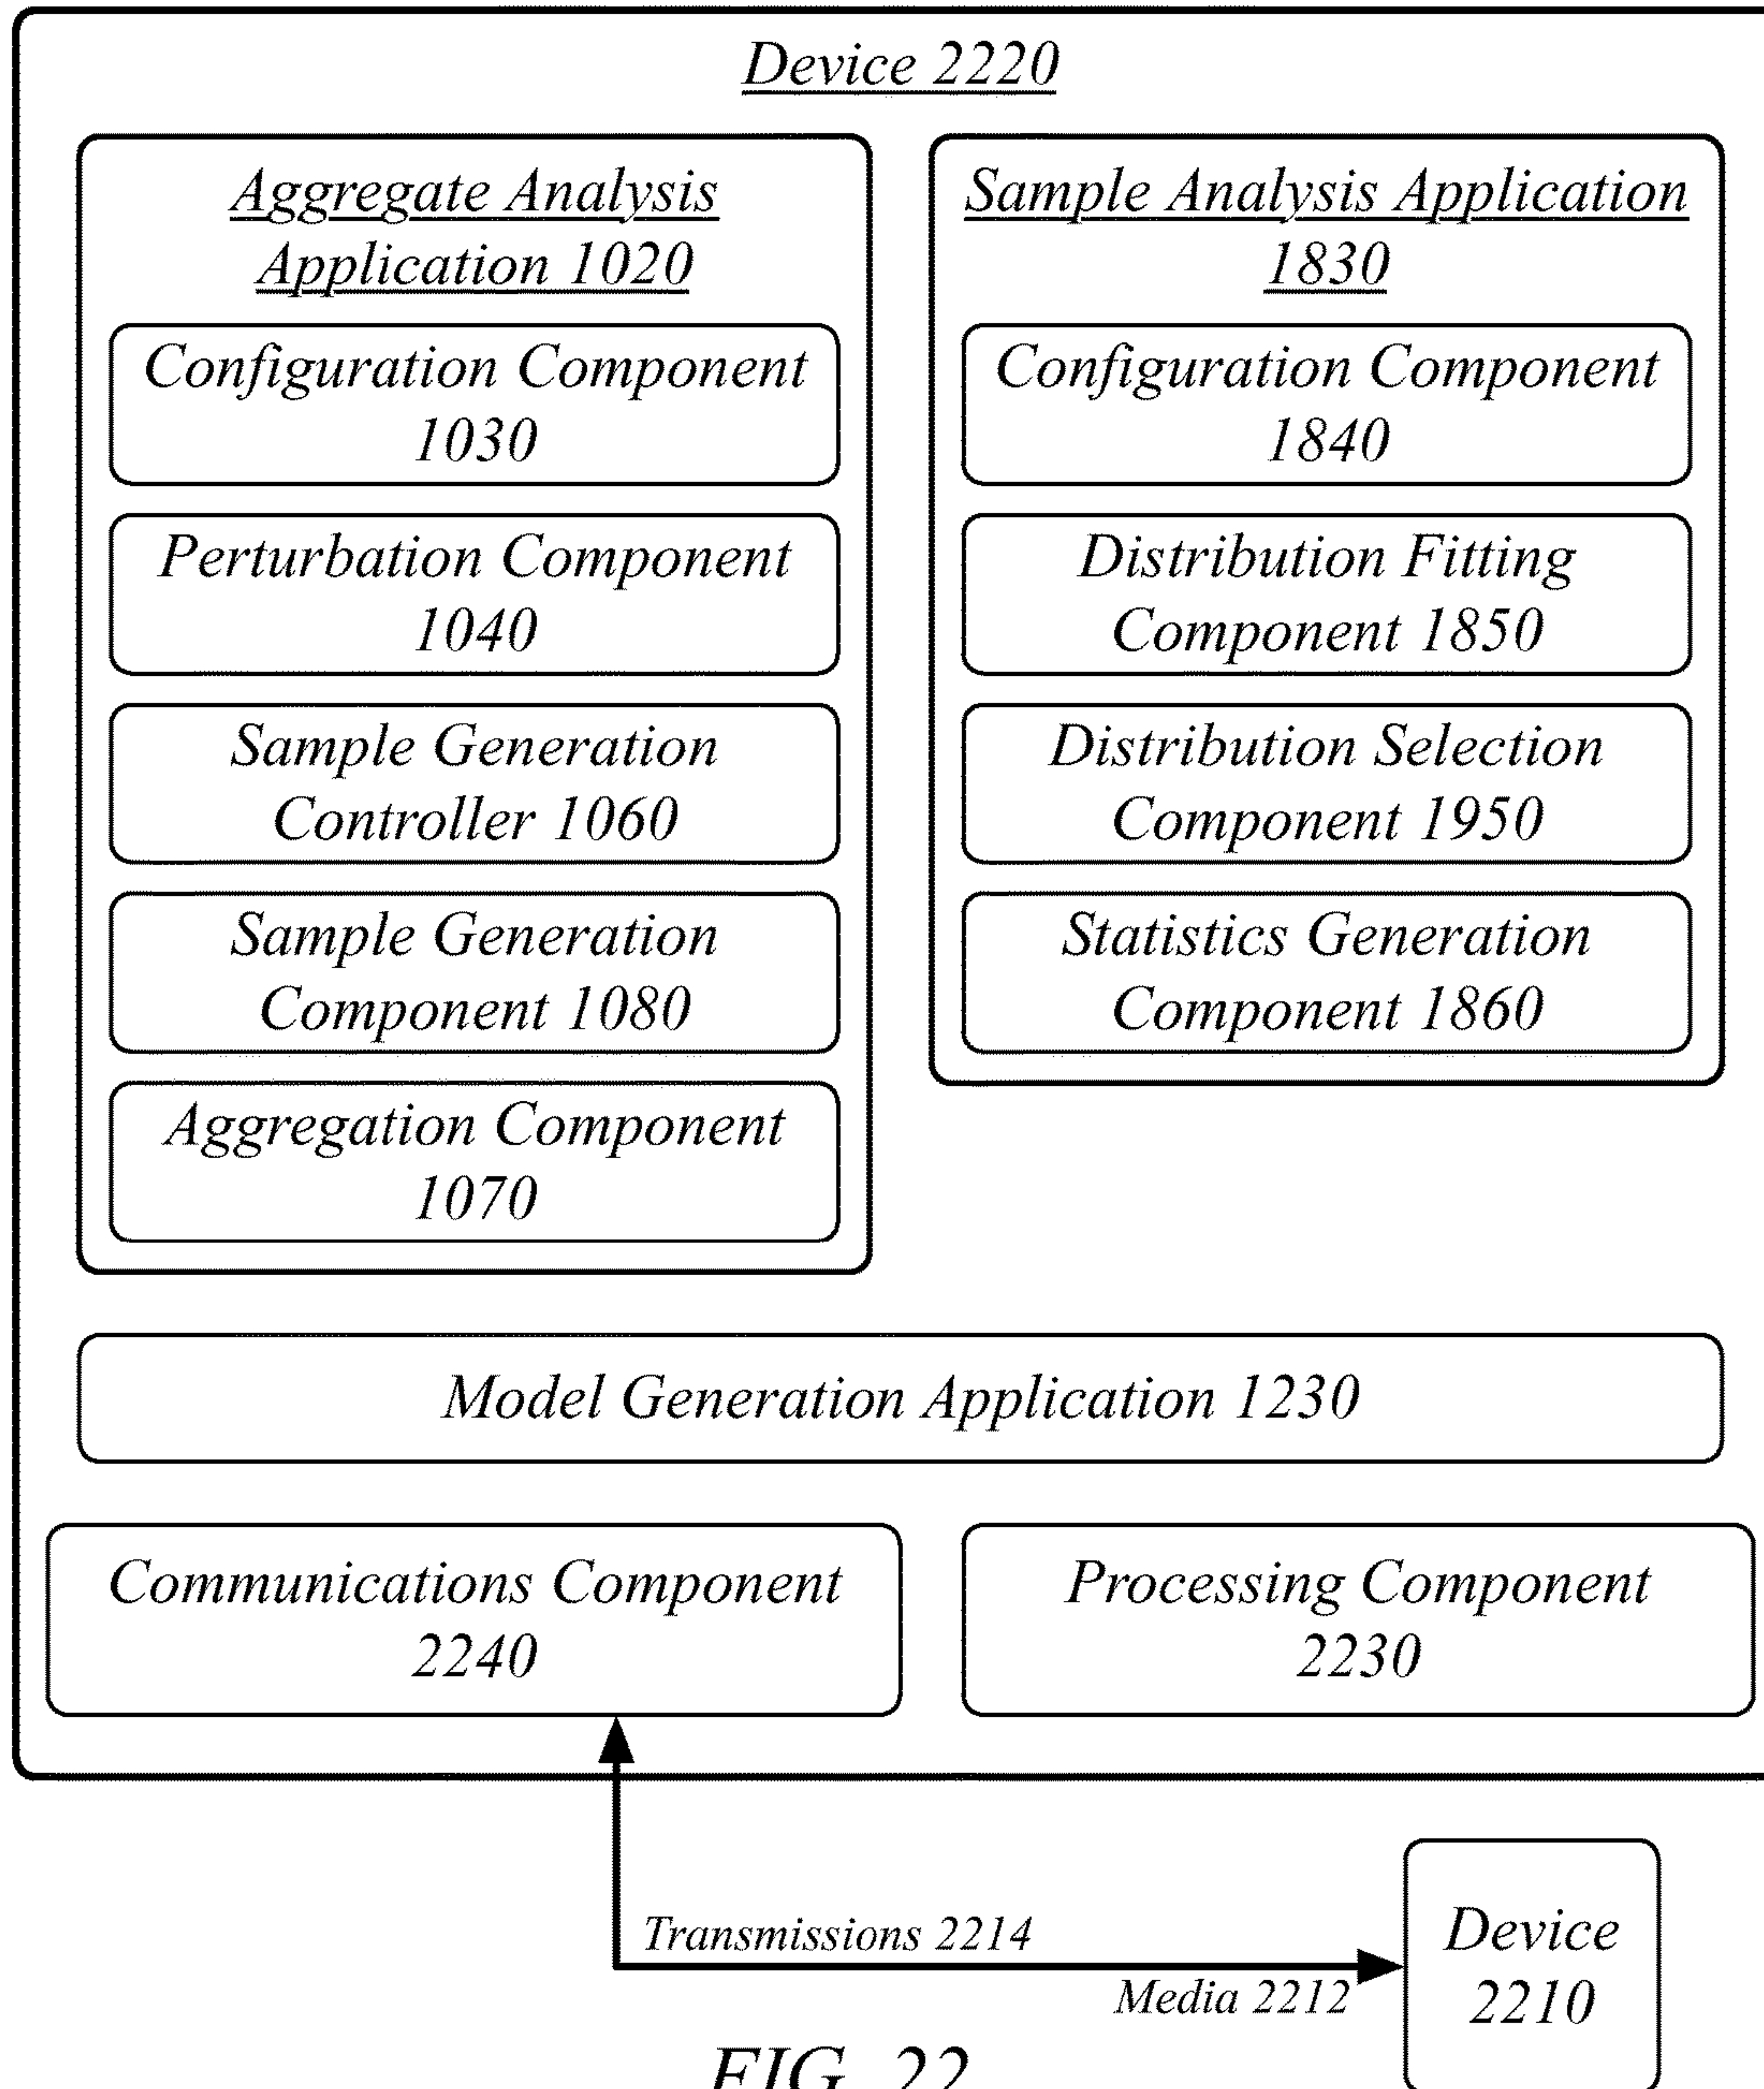 Device 2220
Aggregate Analysis
Application 1020
Configuration Component
1030
Perturbation Component
1040
Sample Generation
Controller 1060
Sample Generation
Component 1080
Aggregation Component
1070
Sample Analysis Application
1830
Configuration Component
1840
Distribution Fitting
Component 1850
Distribution Selection
Component 1950
Statistics Generation
Component 1860
Model Generation Application 1230
Communications Component
2240
Processing Component
2230
Transmissions 2214
Media 2212
Device
2210
FIG. 22